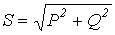 S = √(P² + Q²)